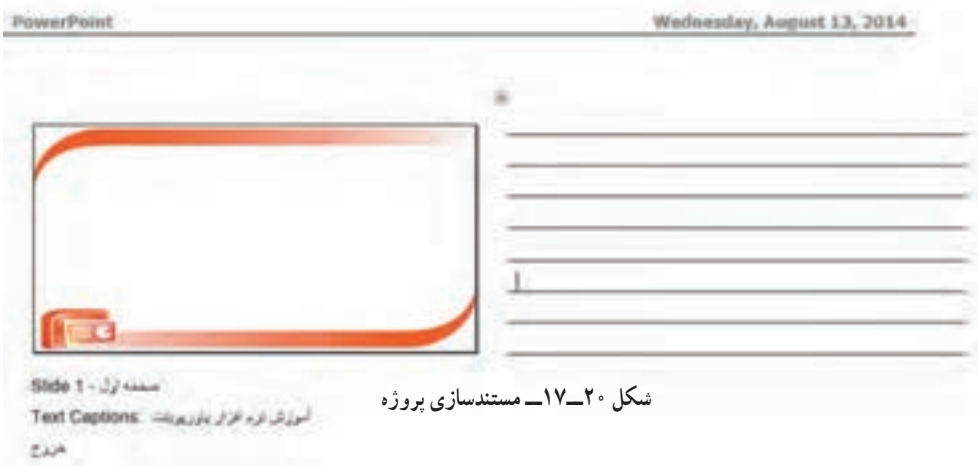 PowerPoint
Wednesday, August 13, 2014
Slide 1 - صفحه اول
Text Captions: آموزش نرم افزار پاورپوینت
خروج
شکل ۲۰ــ۱۷ــ مستندسازی پروژه